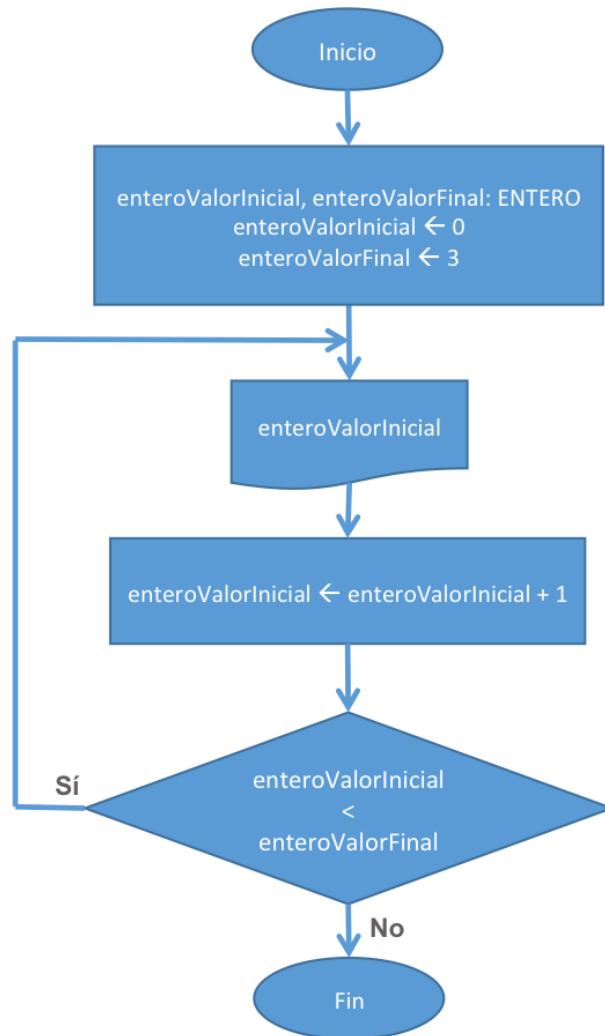 Inicio
enteroValorInicial, enteroValorFinal: ENTERO
enteroValorInicial ← 0
enteroValorFinal ← 3
enteroValorInicial
enteroValorInicial ← enteroValorInicial + 1
Sí
enteroValorInicial
<
enteroValorFinal
No
Fin